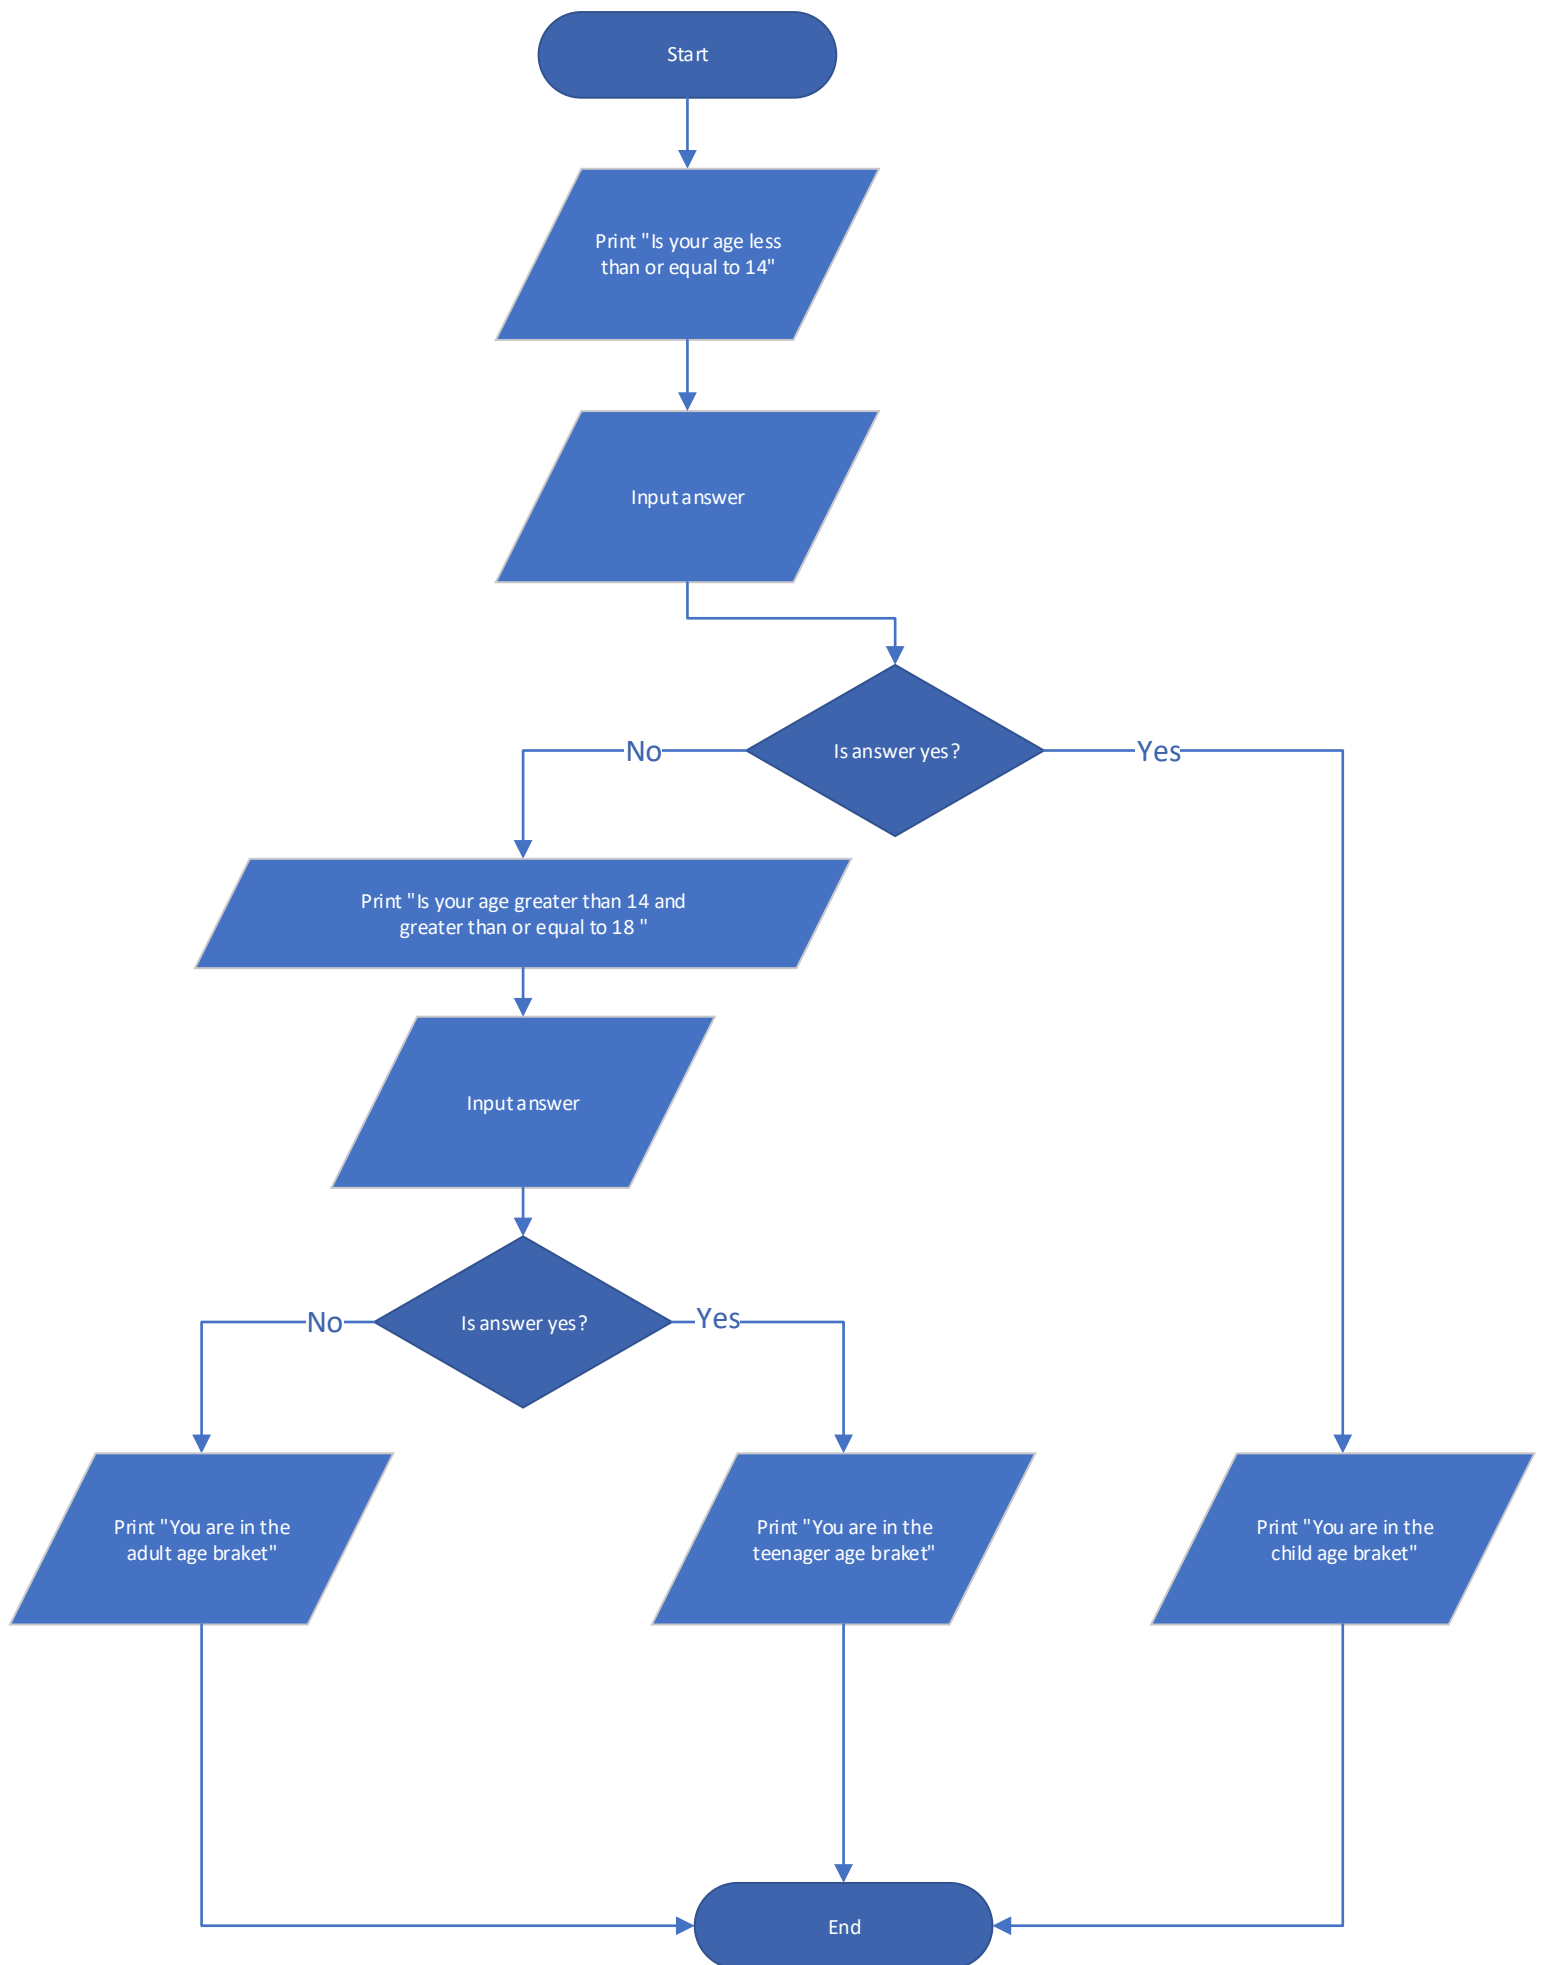 Start
Print "Is your age less
than or equal to 14"
Input answer
Is answer yes?
No
Yes
Print "Is your age greater than 14 and
greater than or equal to 18 "
Input answer
Is answer yes?
No
Yes
Print "You are in the
adult age braket"
Print "You are in the
teenager age braket"
Print "You are in the
child age braket"
End